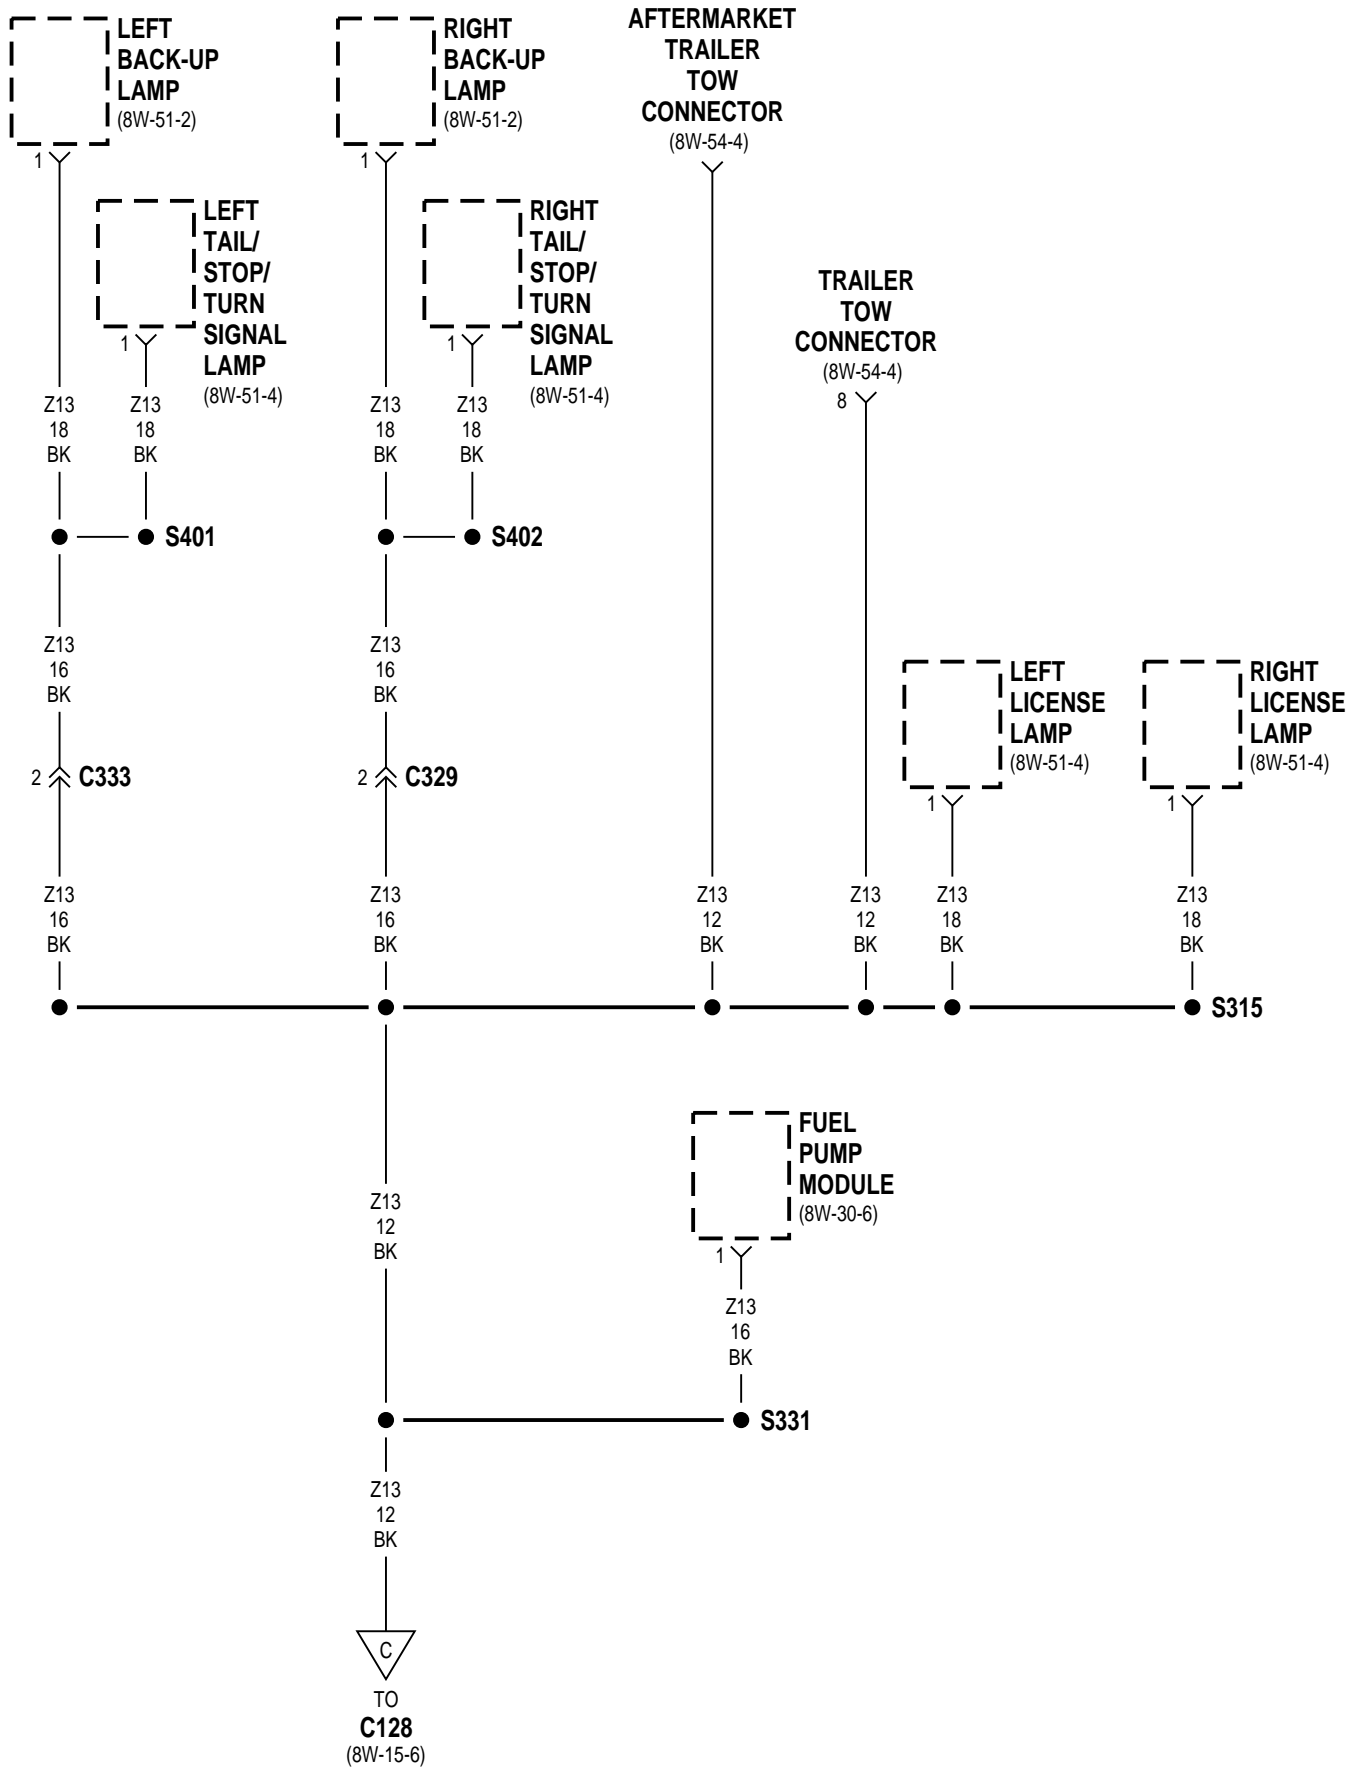 LEFT
BACK-UP
LAMP
(8W-51-2)
1
RIGHT
BACK-UP
LAMP
(8W-51-2)
1
AFTERMARKET
TRAILER
TOW
CONNECTOR
(8W-54-4)
LEFT
TAIL/
STOP/
TURN
SIGNAL
LAMP
(8W-51-4)
1
RIGHT
TAIL/
STOP/
TURN
SIGNAL
LAMP
(8W-51-4)
1
TRAILER
TOW
CONNECTOR
(8W-54-4)
8
Z13
18
BK
Z13
18
BK
Z13
18
BK
Z13
18
BK
S401
S402
Z13
16
BK
Z13
16
BK
LEFT
LICENSE
LAMP
(8W-51-4)
1
RIGHT
LICENSE
LAMP
(8W-51-4)
1
2
C333
2
C329
Z13
16
BK
Z13
16
BK
Z13
12
BK
Z13
12
BK
Z13
18
BK
Z13
18
BK
S315
FUEL
PUMP
MODULE
(8W-30-6)
1
Z13
12
BK
Z13
16
BK
S331
Z13
12
BK
C
TO
C128
(8W-15-6)